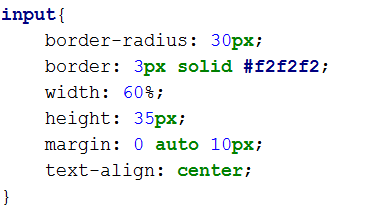 input{
    border-radius: 30px;
    border: 3px solid #f2f2f2;
    width: 60%;
    height: 35px;
    margin: 0 auto 10px;
    text-align: center;
}